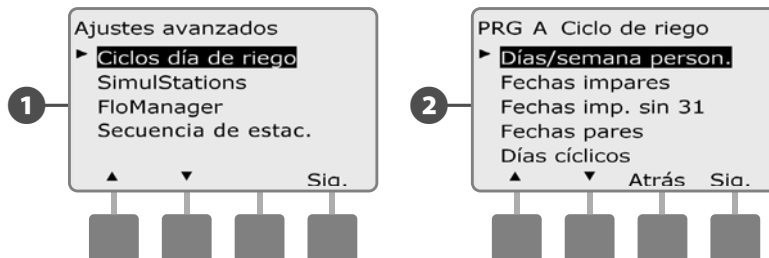 Ajustes avanzados
► Ciclos día de riego
SimulStations
FloManager
Secuencia de estac.
▲ ▼ Sig.
1
PRG A Ciclo de riego
► Días/semana person.
Fechas impares
Fechas imp. sin 31
Fechas pares
Días cíclicos
▲ ▼ Atrás Sig.
2